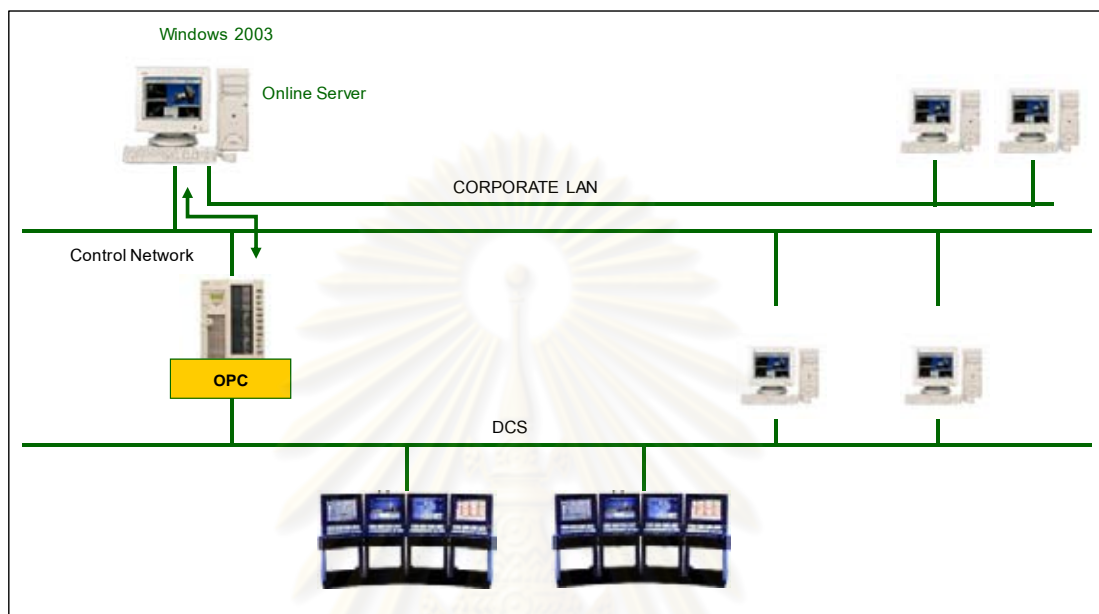 Windows 2003
Online Server
CORPORATE LAN
Control Network
OPC
DCS